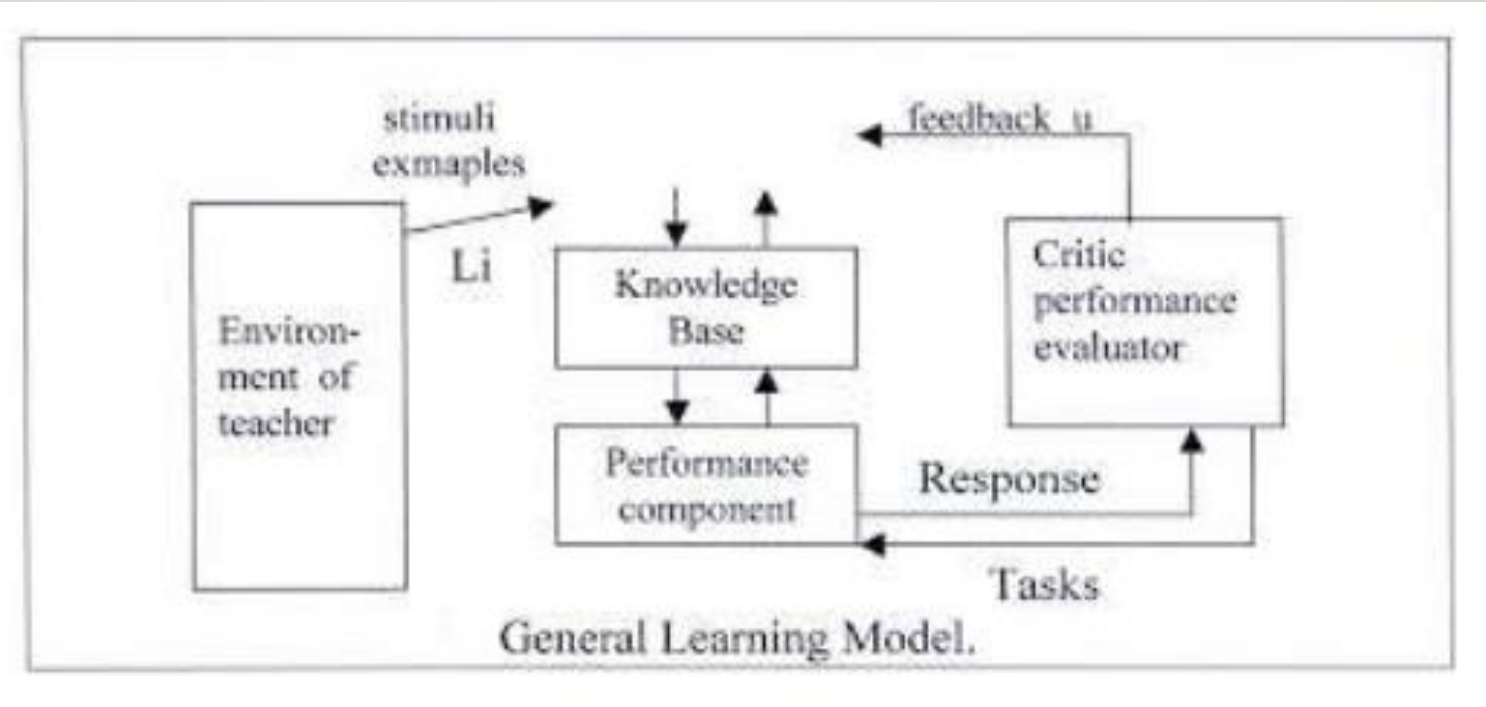 stimuli
exmaples
feedback u
Li
Environ-
ment of
teacher
Knowledge
Base
Critic
performance
evaluator
Performance
component
Response
Tasks
General Learning Model.